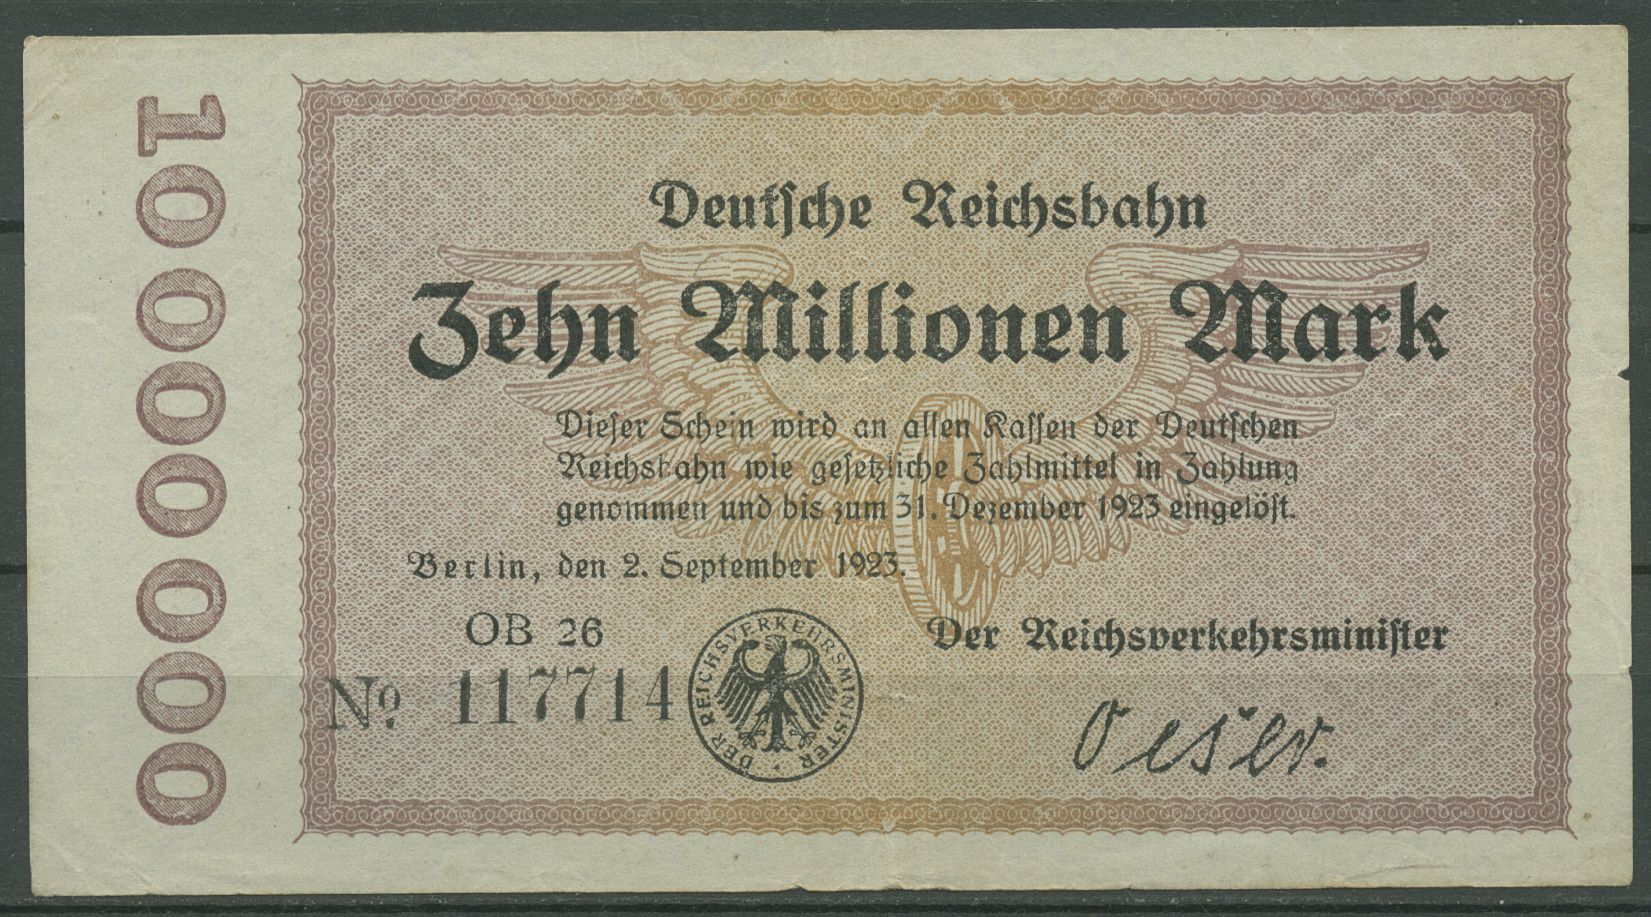 10000000
Deutsche Reichsbahn
Zehn Millionen Mark
Dieser Schein wird an allen Kassen der Deutschen
Reichsbahn wie gesetzliche Zahlmittel in Zahlung
genommen und bis zum 31. Dezember 1923 eingelöst.
Berlin, den 2. September 1923.
OB 26
No. 117714
DER REICHSVERKEHRSMINISTER
Der Reichsverkehrsminister
Oeser.